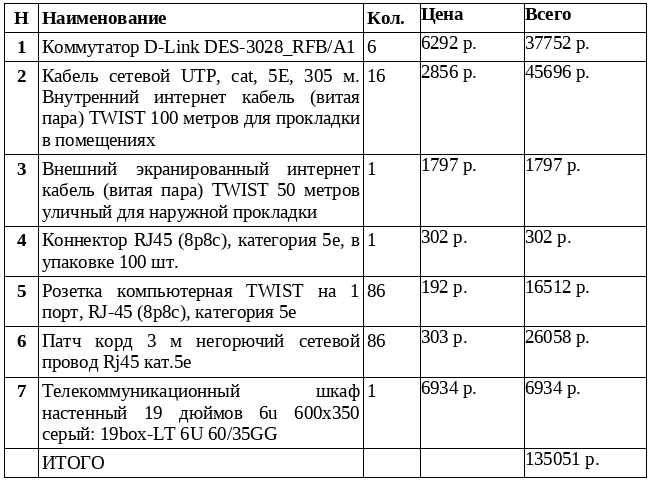 Н Наименование Кол. Цена Всего
1 Коммутатор D-Link DES-3028_RFB/A1 6 6292 р. 37752 р.
2 Кабель сетевой UTP, cat, 5E, 305 м. 16 2856 р. 45696 р.
Внутренний интернет кабель (витая
пара) TWIST 100 метров для прокладки
в помещениях
3 Внешний экранированный интернет 1 1797 р. 1797 р.
кабель (витая пара) TWIST 50 метров
уличный для наружной прокладки
4 Коннектор RJ45 (8p8c), категория 5e, в 1 302 р. 302 р.
упаковке 100 шт.
5 Розетка компьютерная TWIST на 1 86 192 р. 16512 р.
порт, RJ-45 (8p8c), категория 5e
6 Патч корд 3 м негорючий сетевой 86 303 р. 26058 р.
провод Rj45 кат.5e
7 Телекоммуникационный шкаф 1 6934 р. 6934 р.
настенный 19 дюймов 6u 600x350
серый: 19box-LT 6U 60/35GG
ИТОГО 135051 р.